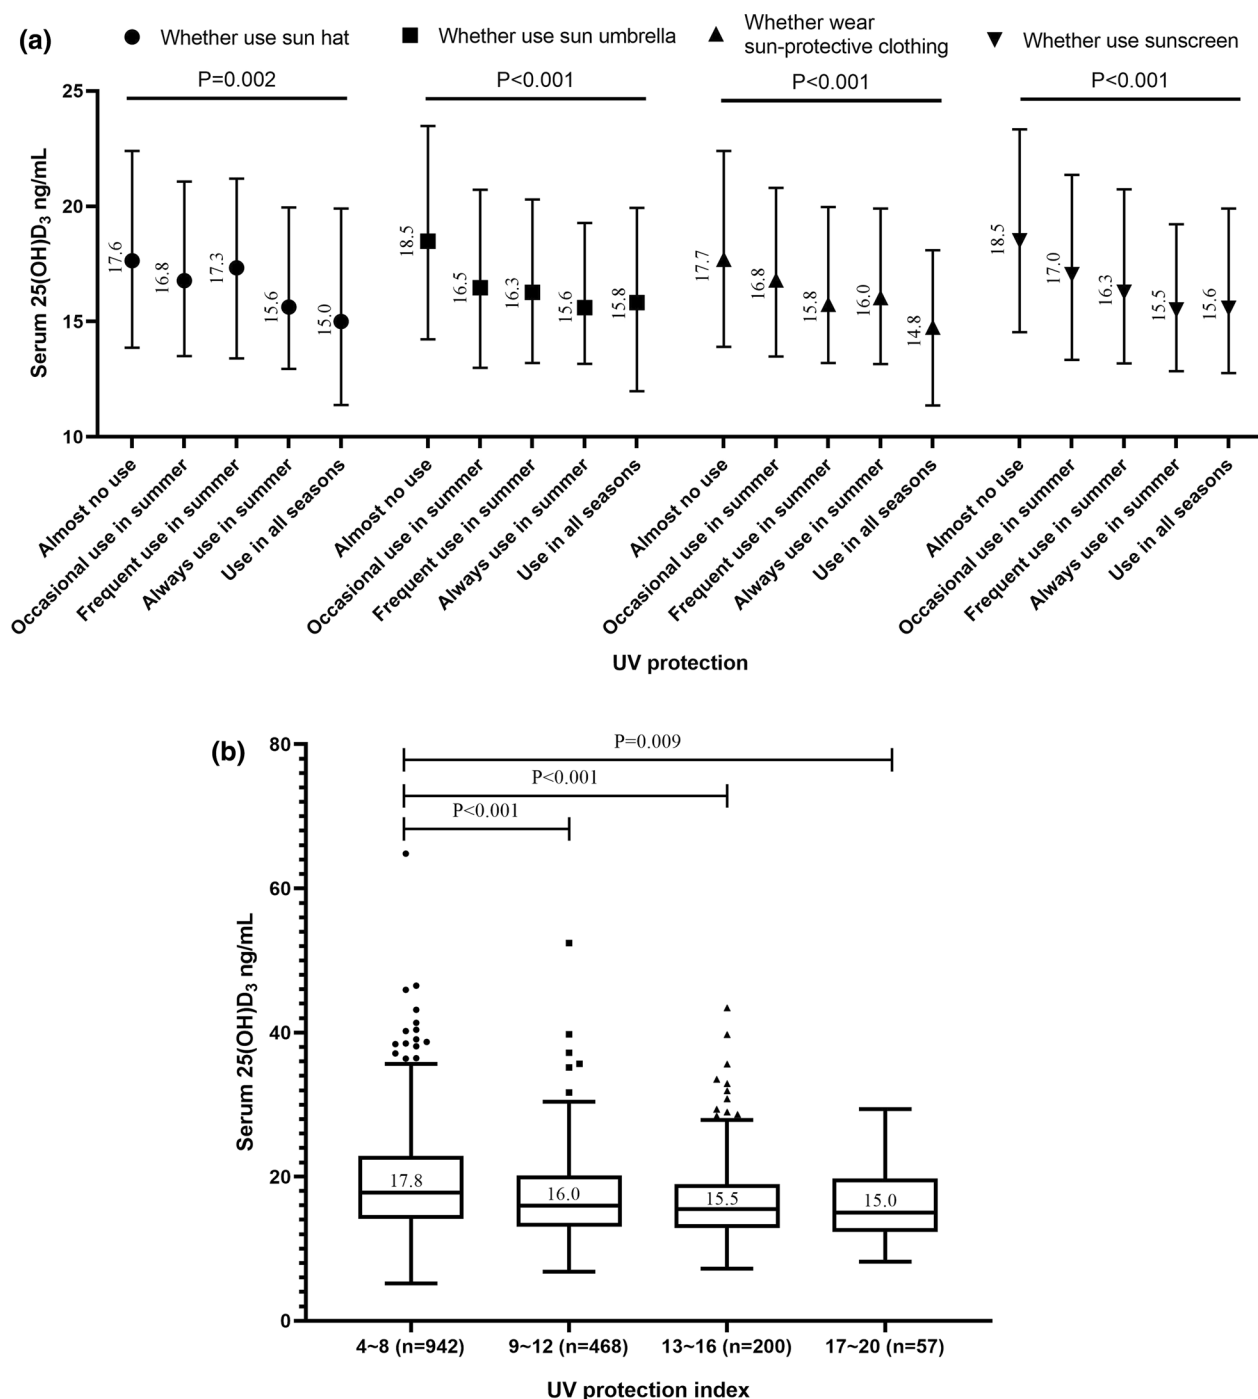 (a)
Whether use sun hat
Whether use sun umbrella
Whether wear
sun-protective clothing
Whether use sunscreen
P=0.002
P<0.001
P<0.001
P<0.001
Serum 25(OH)D₃ ng/mL
25
20
15
10
17.6
16.8
17.3
15.6
15.0
18.5
16.5
16.3
15.6
15.8
17.7
16.8
15.8
16.0
14.8
18.5
17.0
16.3
15.5
15.6
Almost no use
Occasional use in summer
Frequent use in summer
Always use in summer
Use in all seasons
Almost no use
Occasional use in summer
Frequent use in summer
Always use in summer
Use in all seasons
Almost no use
Occasional use in summer
Frequent use in summer
Always use in summer
Use in all seasons
Almost no use
Occasional use in summer
Frequent use in summer
Always use in summer
Use in all seasons
UV protection
(b)
P=0.009
P<0.001
P<0.001
Serum 25(OH)D₃ ng/mL
80
60
40
20
0
17.8
16.0
15.5
15.0
4~8 (n=942)
9~12 (n=468)
13~16 (n=200)
17~20 (n=57)
UV protection index